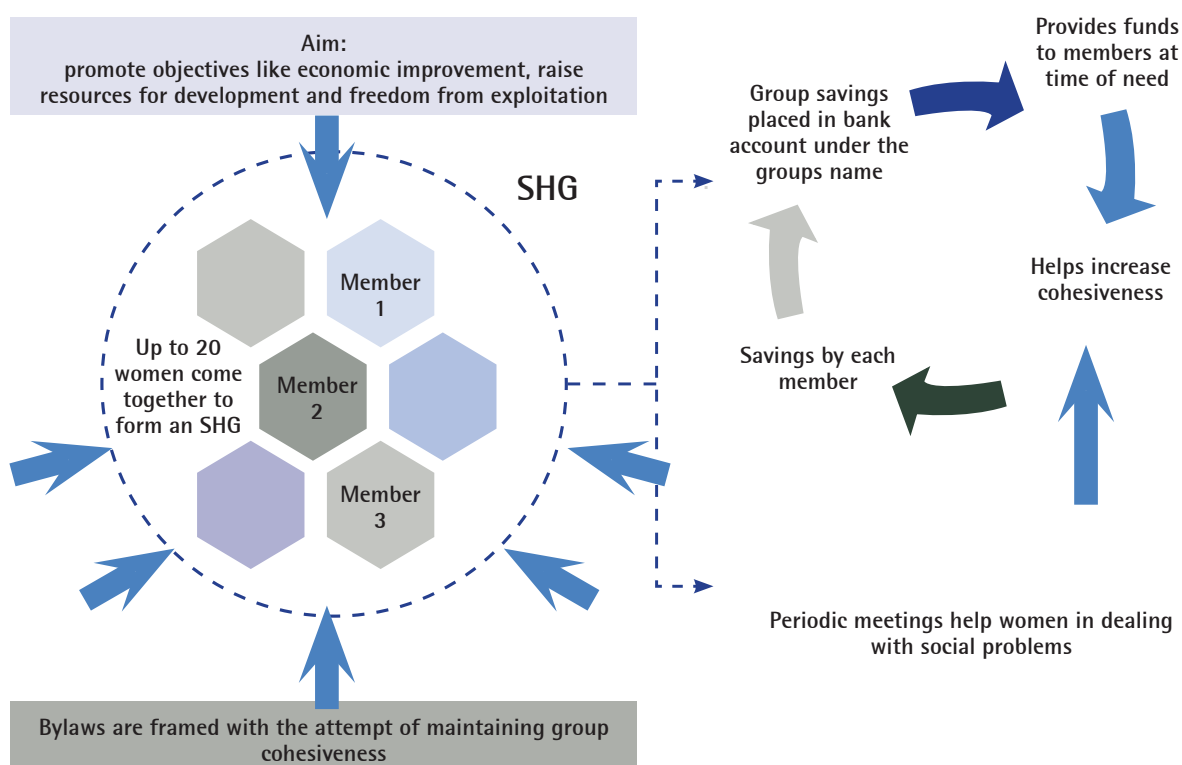 Aim:
promote objectives like economic improvement, raise
resources for development and freedom from exploitation
SHG
Member
1
Up to 20
women come
together to
form an SHG
Member
2
Member
3
Bylaws are framed with the attempt of maintaining group
cohesiveness
Group savings
placed in bank
account under the
groups name
Provides funds
to members at
time of need
Helps increase
cohesiveness
Savings by each
member
Periodic meetings help women in dealing
with social problems